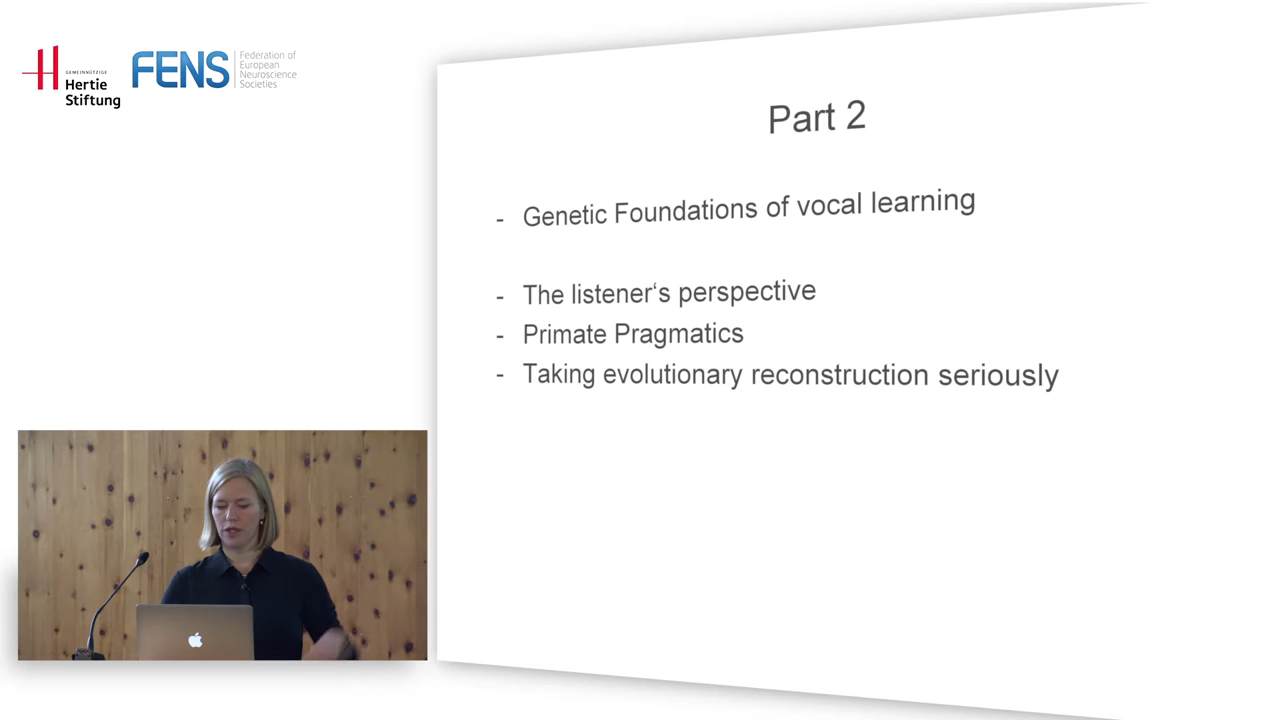 GEMEINNÜTZIGE
Hertie
Stiftung
FENS
Federation of
European
Neuroscience
Societies
Part 2
- Genetic Foundations of vocal learning
- The listener‘s perspective
- Primate Pragmatics
- Taking evolutionary reconstruction seriously